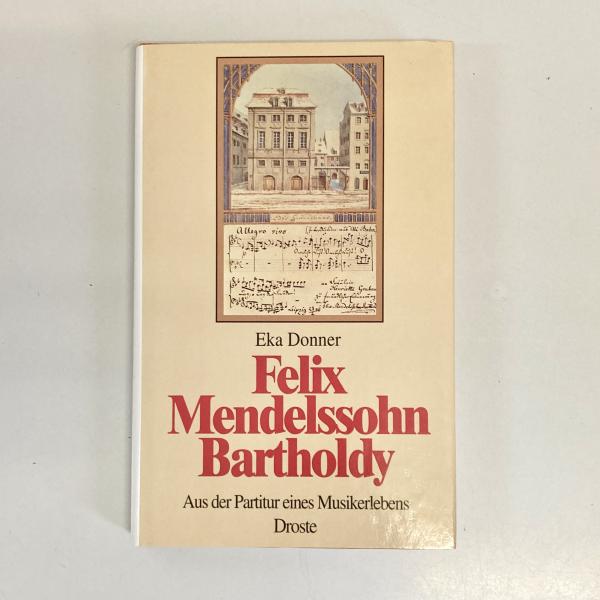 Allegro vivo
Eka Donner
Felix
Mendelssohn
Bartholdy
Aus der Partitur eines Musikerlebens
Droste